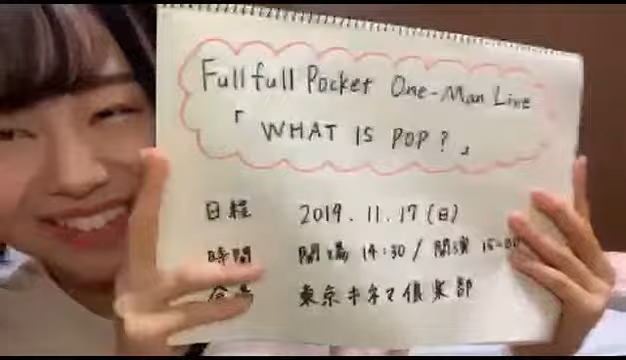 Fullfull Pocket One-Man Live
「WHAT IS POP?」
日程 2019.11.17(日)
時間 開場 14:30 / 開演 15:00
会場 東京キネマ倶楽部